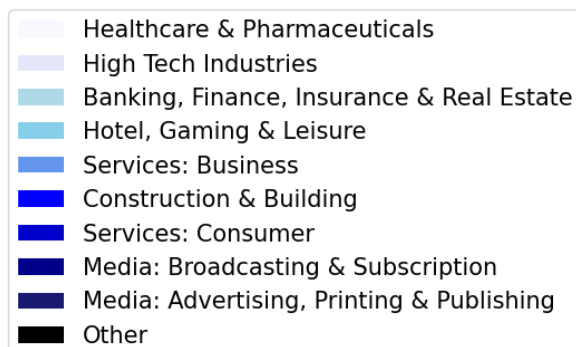 Healthcare & Pharmaceuticals
High Tech Industries
Banking, Finance, Insurance & Real Estate
Hotel, Gaming & Leisure
Services: Business
Construction & Building
Services: Consumer
Media: Broadcasting & Subscription
Media: Advertising, Printing & Publishing
Other